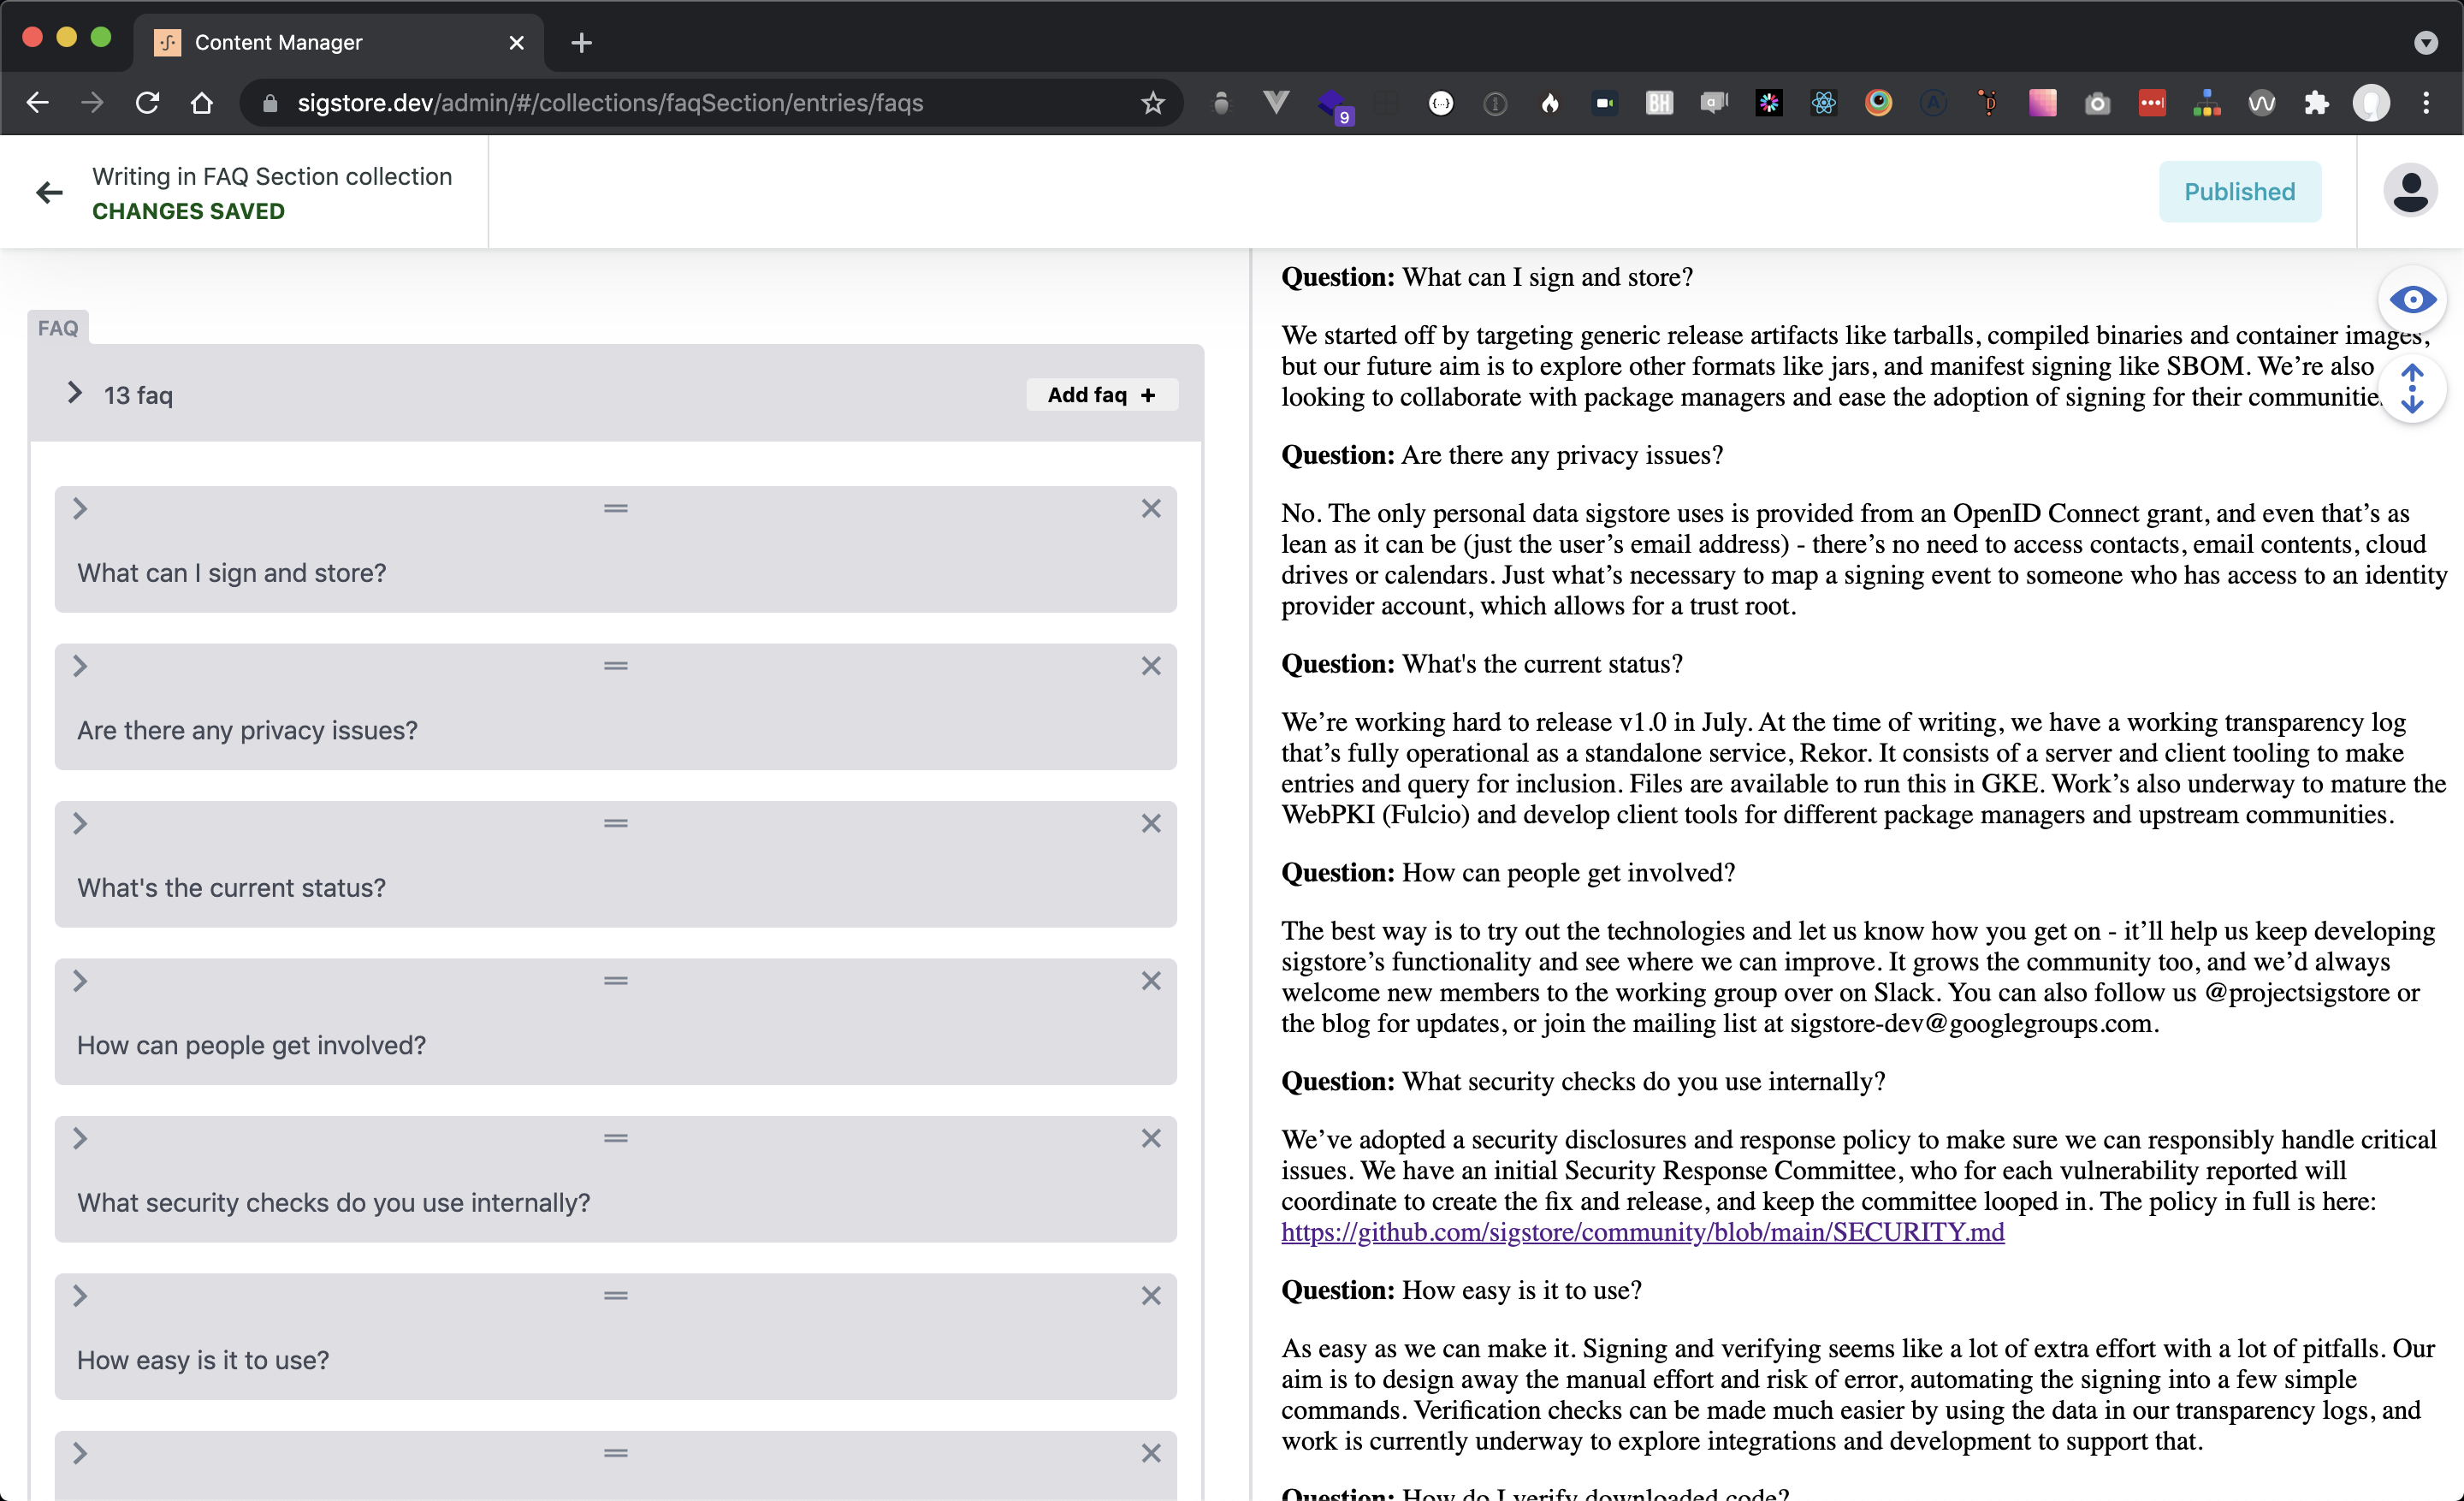 Content Manager
sigstore.dev/admin/#/collections/faqSection/entries/faqs
9
BH
Writing in FAQ Section collection
CHANGES SAVED
Published
FAQ
13 faq
Add faq +
What can I sign and store?
Are there any privacy issues?
What's the current status?
How can people get involved?
What security checks do you use internally?
How easy is it to use?
Question: What can I sign and store?
We started off by targeting generic release artifacts like tarballs, compiled binaries and container images,
but our future aim is to explore other formats like jars, and manifest signing like SBOM. We’re also
looking to collaborate with package managers and ease the adoption of signing for their
Question: Are there any privacy issues?
No. The only personal data sigstore uses is provided from an OpenID Connect grant, and even that’s as
lean as it can be (just the user’s email address) - there’s no need to access contacts, email contents, cloud
drives or calendars. Just what’s necessary to map a signing event to someone who has access to an identity
provider account, which allows for a trust root.
Question: What's the current status?
We’re working hard to release v1.0 in July. At the time of writing, we have a working transparency log
that’s fully operational as a standalone service, Rekor. It consists of a server and client tooling to make
entries and query for inclusion. Files are available to run this in GKE. Work’s also underway to mature the
WebPKI (Fulcio) and develop client tools for different package managers and upstream communities.
Question: How can people get involved?
The best way is to try out the technologies and let us know how you get on - it’ll help us keep developing
sigstore’s functionality and see where we can improve. It grows the community too, and we’d always
welcome new members to the working group over on Slack. You can also follow us @projectsigstore or
the blog for updates, or join the mailing list at sigstore-dev@googlegroups.com.
Question: What security checks do you use internally?
We’ve adopted a security disclosures and response policy to make sure we can responsibly handle critical
issues. We have an initial Security Response Committee, who for each vulnerability reported will
coordinate to create the fix and release, and keep the committee looped in. The policy in full is here:
https://github.com/sigstore/community/blob/main/SECURITY.md
Question: How easy is it to use?
As easy as we can make it. Signing and verifying seems like a lot of extra effort with a lot of pitfalls. Our
aim is to design away the manual effort and risk of error, automating the signing into a few simple
commands. Verification checks can be made much easier by using the data in our transparency logs, and
work is currently underway to explore integrations and development to support that.
Question: How do I verify downloaded code?